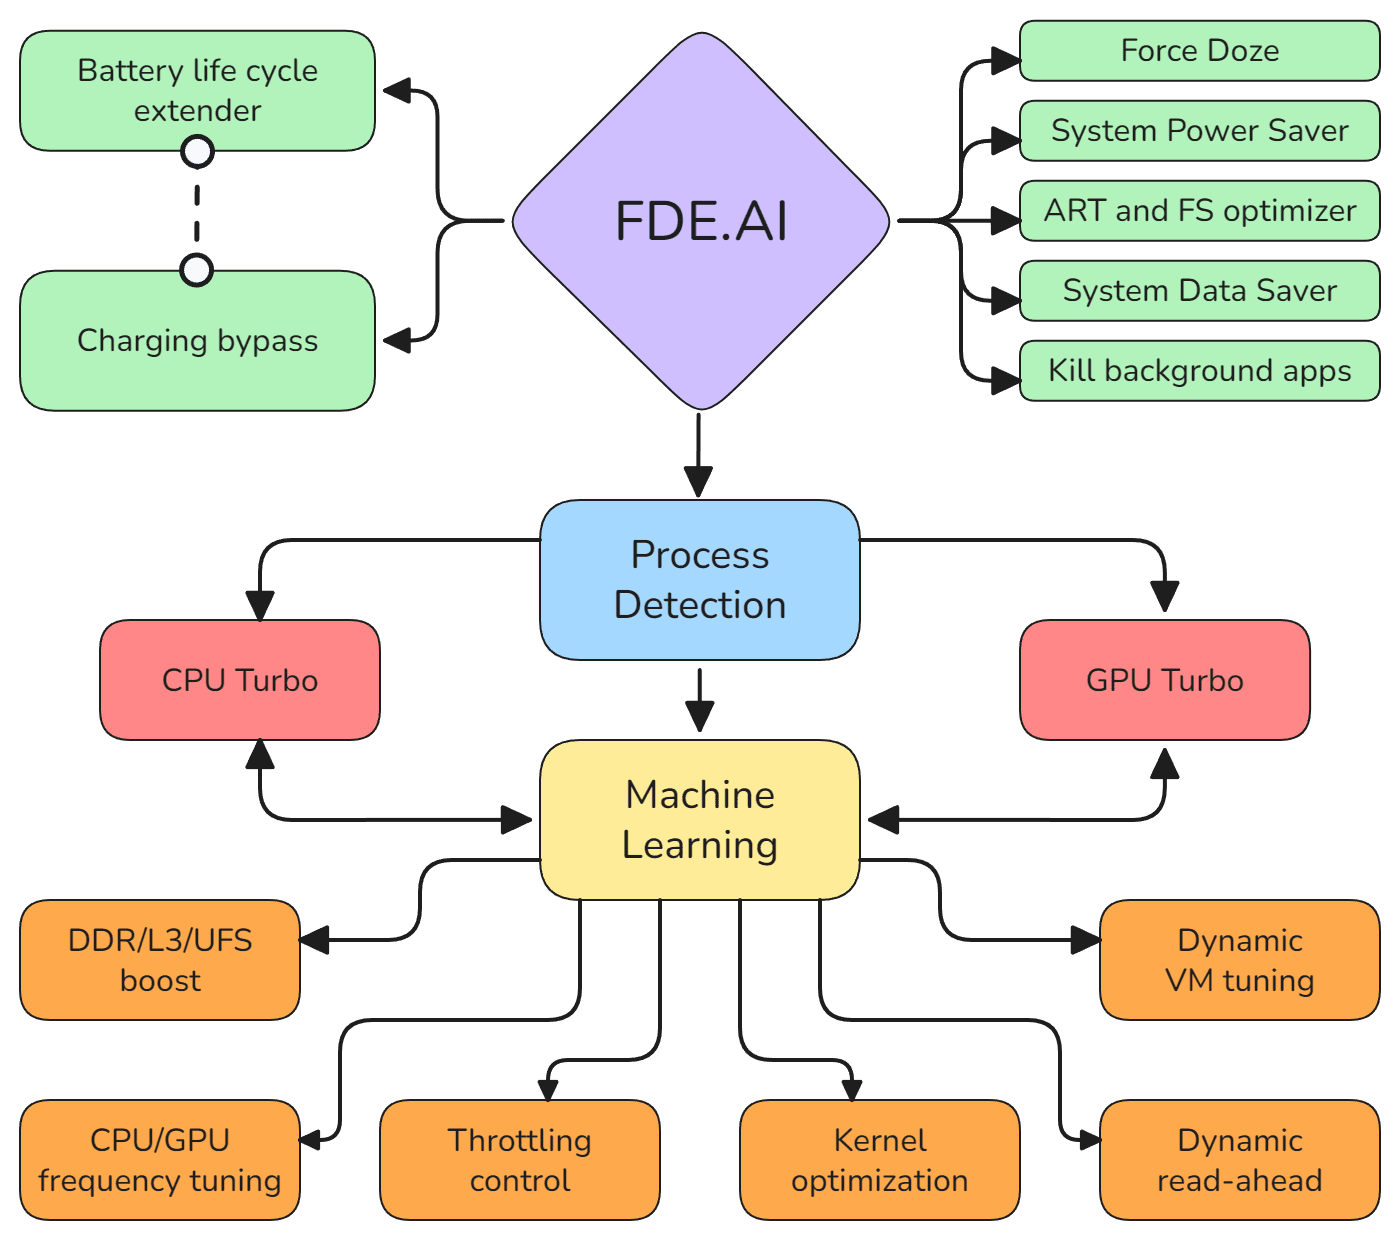 Battery life cycle
extender
Charging bypass
FDE.AI
Force Doze
System Power Saver
ART and FS optimizer
System Data Saver
Kill background apps
Process
Detection
CPU Turbo
GPU Turbo
Machine
Learning
DDR/L3/UFS
boost
Dynamic
VM tuning
CPU/GPU
frequency tuning
Throttling
control
Kernel
optimization
Dynamic
read-ahead